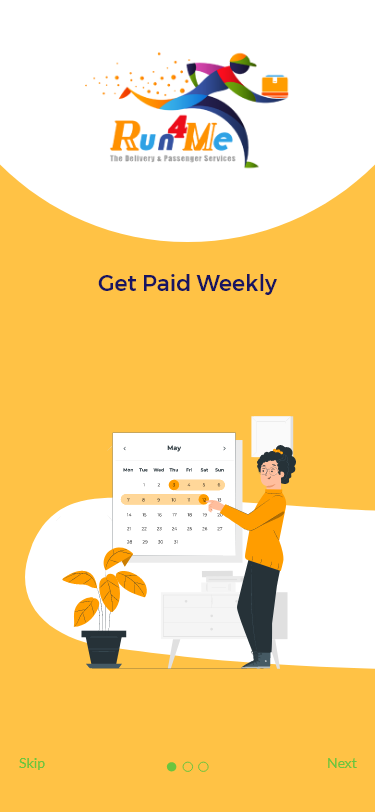 Run4Me
The Delivery & Passenger Services
Get Paid Weekly
‹ May ›
Mon Tue Wed Thu Fri Sat Sun
1 2 3 4 5 6
7 8 9 10 11 12 13
14 15 16 17 18 19 20
21 22 23 24 25 26 27
28 29 30 31
Skip
Next